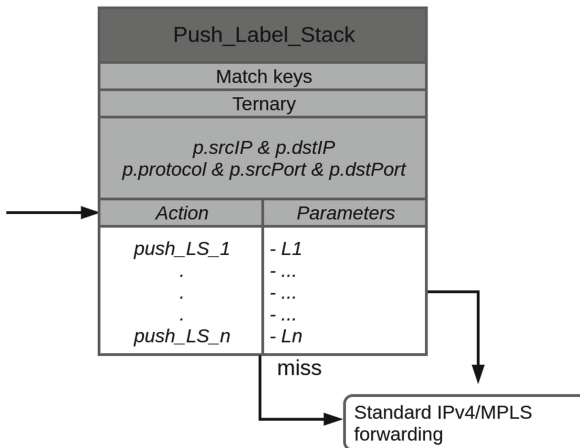 Push_Label_Stack
Match keys
Ternary
p.srcIP & p.dstIP
p.protocol & p.srcPort & p.dstPort
Action Parameters
push_LS_1 - L1
. - ...
. - ...
. - ...
push_LS_n - Ln
miss
Standard IPv4/MPLS
forwarding